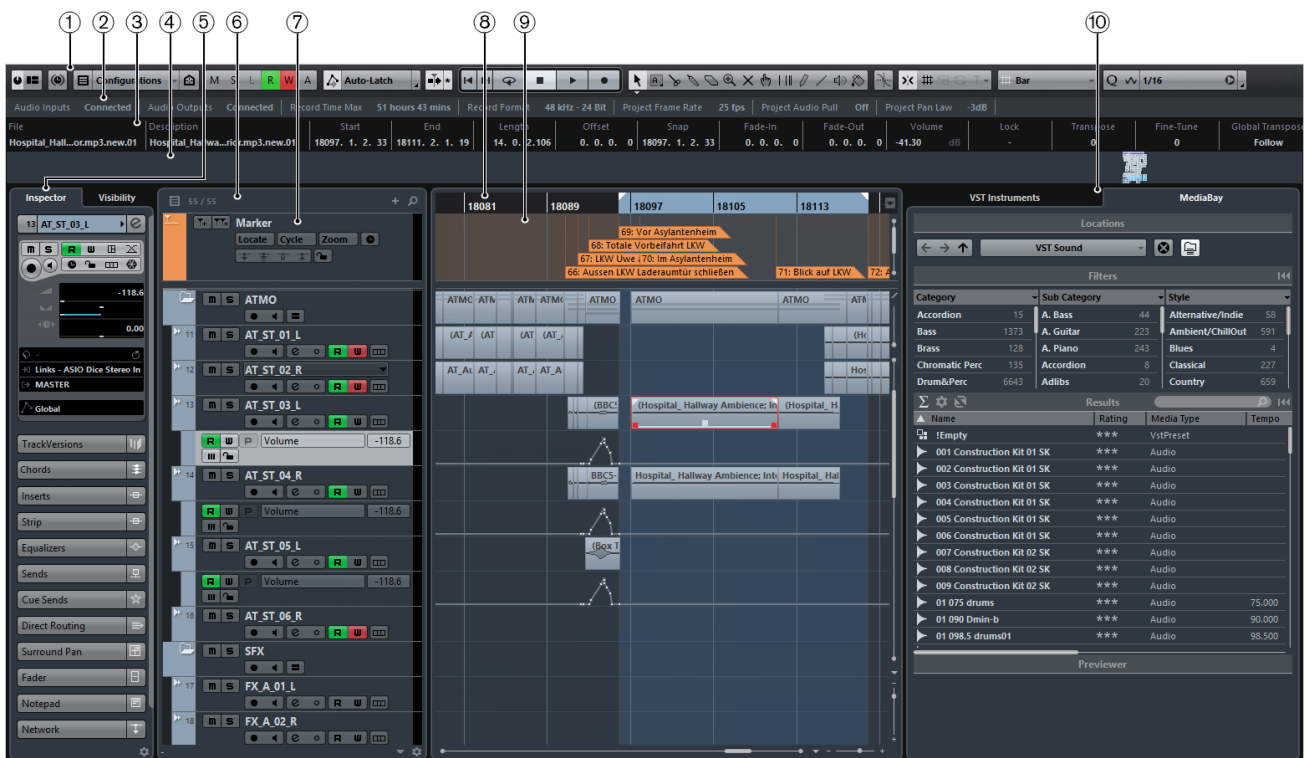 1 2 3 4 5 6 7 8 9 10
Configurations M S L R W A Auto-Latch Bar Q 1/16
Audio Inputs Connected Audio Outputs Connected Record Time Max 51 hours 43 mins Record Format 48 kHz - 24 Bit Project Frame Rate 25 fps Project Audio Pull Off Project Pan Law -3dB
File Description Start End Length Offset Snap Fade-In Fade-Out Volume Lock Transpose Fine-Tune Global Transpose
Hospital_Hall...or.mp3.new.01 18097. 1. 2. 33 18111. 2. 1. 19 14. 0. 2.106 0. 0. 0. 0 18097. 1. 2. 33 0. 0. 0. 0 0. 0. 0. 0 -41.30 dB - 0 0 Follow
Inspector Visibility
13 AT_ST_03_L
m S R W
-118.6
0.00
Links - ASIO Dice Stereo In
MASTER
Global
TrackVersions
Chords
Inserts
Strip
Equalizers
Sends
Cue Sends
Direct Routing
Surround Pan
Fader
Notepad
Network
55 / 55
Marker
Locate Cycle Zoom
m S ATMO
11 m S AT_ST_01_L
R W
12 m S AT_ST_02_R
R W
13 m S AT_ST_03_L
R W
R W P Volume -118.6
14 m S AT_ST_04_R
R W
R W P Volume -118.6
15 m S AT_ST_05_L
R W
R W P Volume -118.6
16 m S AT_ST_06_R
R W
m S SFX
17 m S FX_A_01_L
R W
18 m S FX_A_02_R
R W
18081 18089 18097 18105 18113
69: Vor Asylantenheim
68: Totale Vorbeifahrt LKW
67: LKW Uwe 70: Im Asylantenheim
66: Aussen LKW Laderaumtür schließen 71: Blick auf LKW 72:
ATMO ATMO ATMO
(BBCS (Hospital_ Hallway Ambience; In (Hospital_ H
BBCS- Hospital_ Hallway Ambience; Int Hospital_ Hal
(Box T
VST Instruments MediaBay
Locations
VST Sound
Filters
Category Sub Category Style
Accordion 15 A. Bass 44 Alternative/Indie 58
Bass 1373 A. Guitar 223 Ambient/ChillOut 591
Brass 128 A. Piano 243 Blues 4
Chromatic Perc 135 Accordion 8 Classical 227
Drum&Perc 6643 Adlibs 20 Country 659
Results
Name Rating Media Type Tempo
!Empty *** VstPreset
001 Construction Kit 01 SK *** Audio
002 Construction Kit 01 SK *** Audio
003 Construction Kit 01 SK *** Audio
004 Construction Kit 01 SK *** Audio
005 Construction Kit 01 SK *** Audio
006 Construction Kit 01 SK *** Audio
007 Construction Kit 02 SK *** Audio
008 Construction Kit 02 SK *** Audio
009 Construction Kit 02 SK *** Audio
01 075 drums *** Audio 75.000
01 090 Dmin-b *** Audio 90.000
01 098.5 drums01 *** Audio 98.500
Previewer